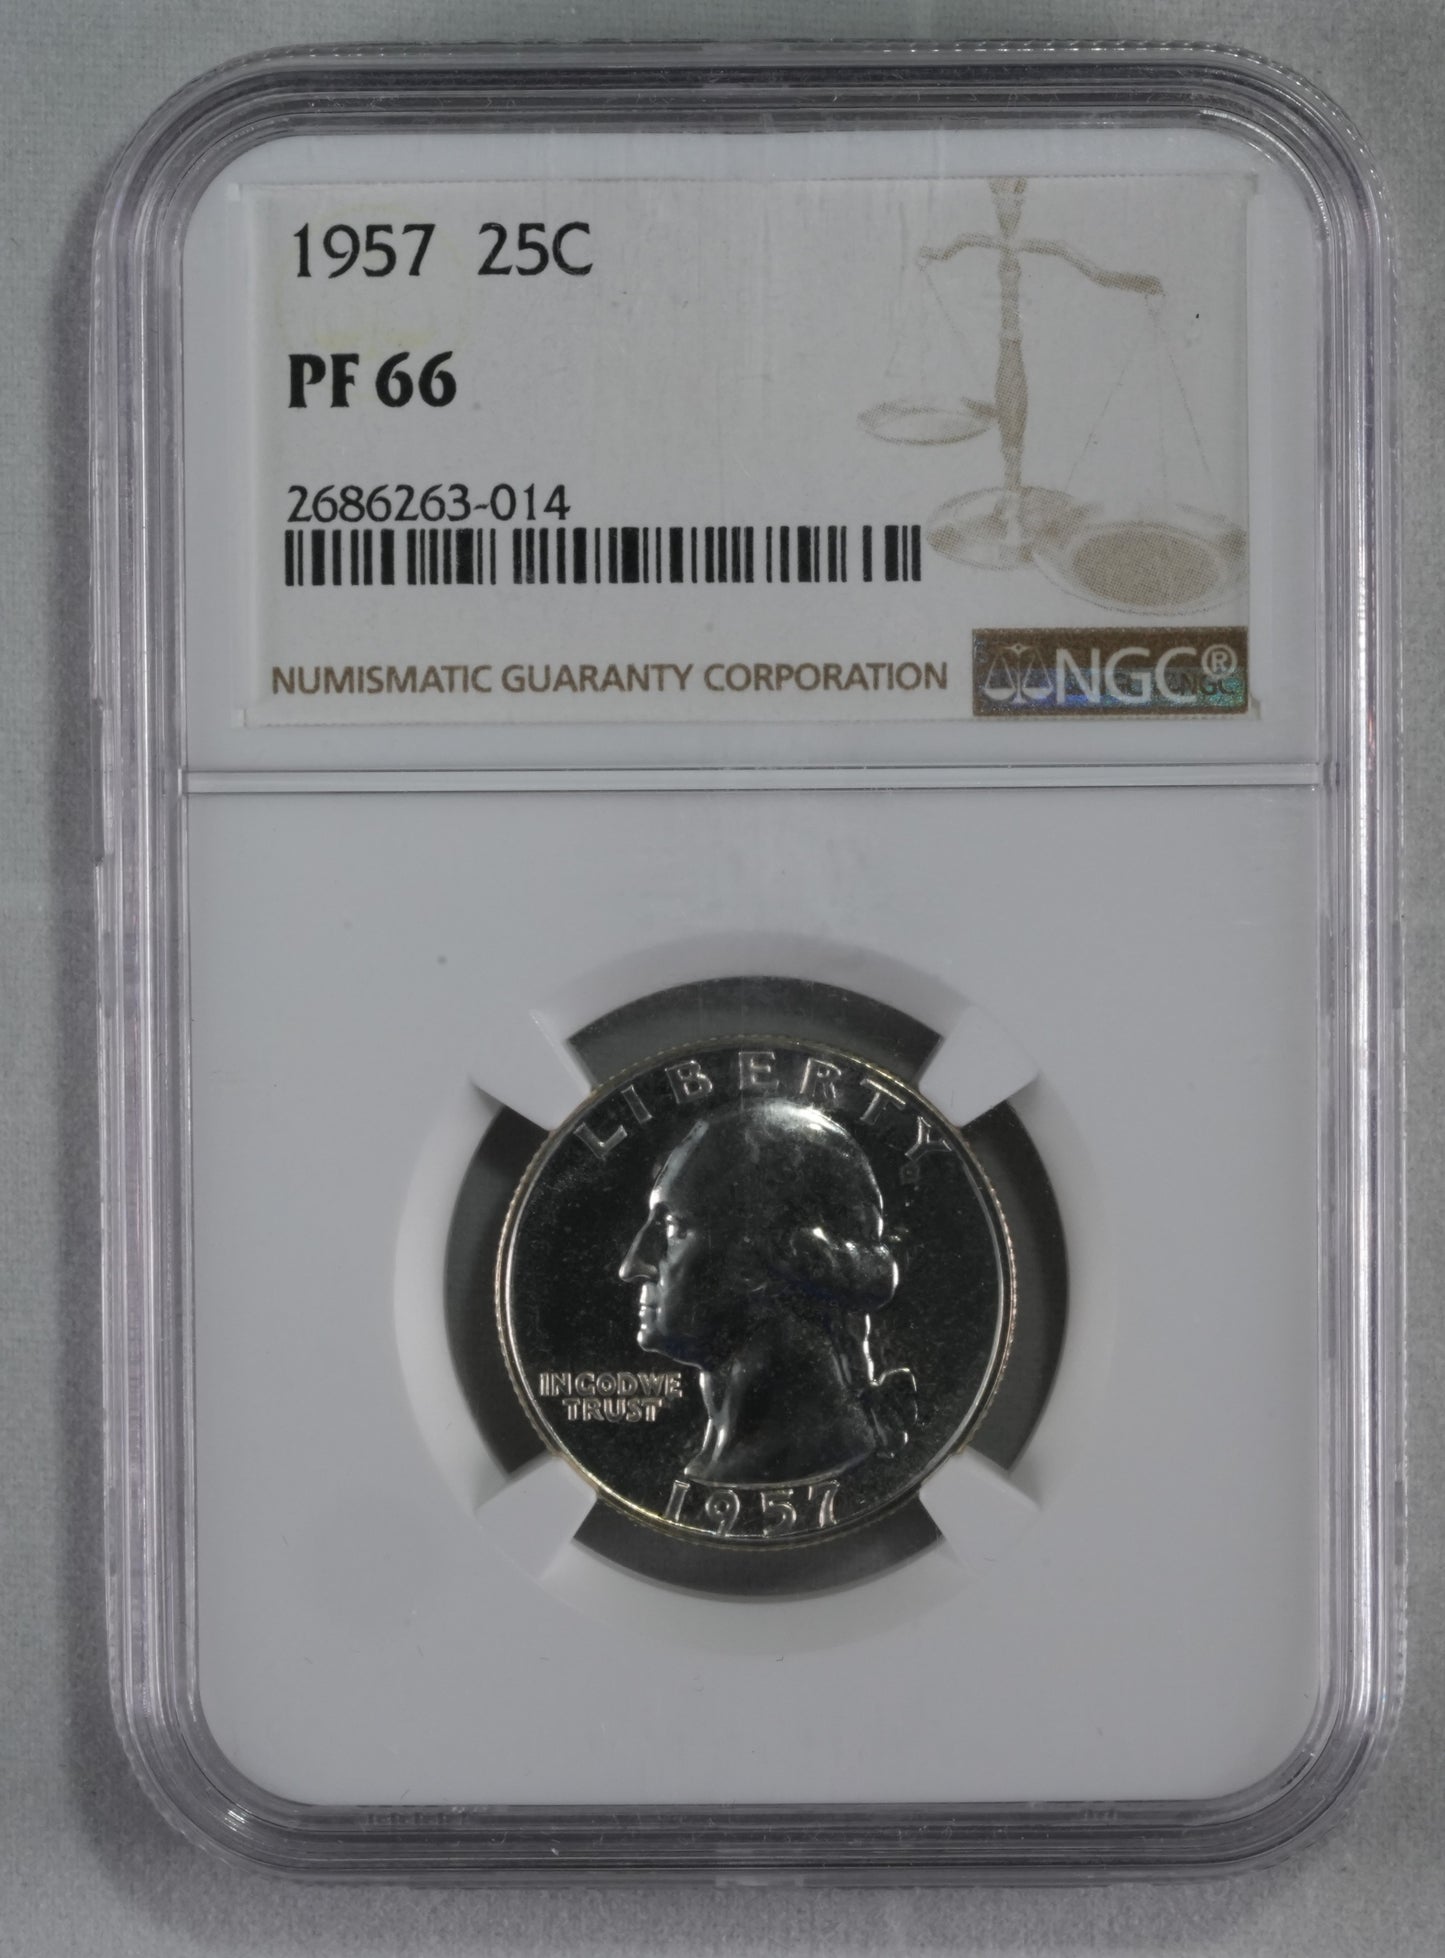 1957 25C
PF 66
2686263-014
NUMISMATIC GUARANTY CORPORATION NGC®
LIBERTY
IN GOD WE
TRUST
1957